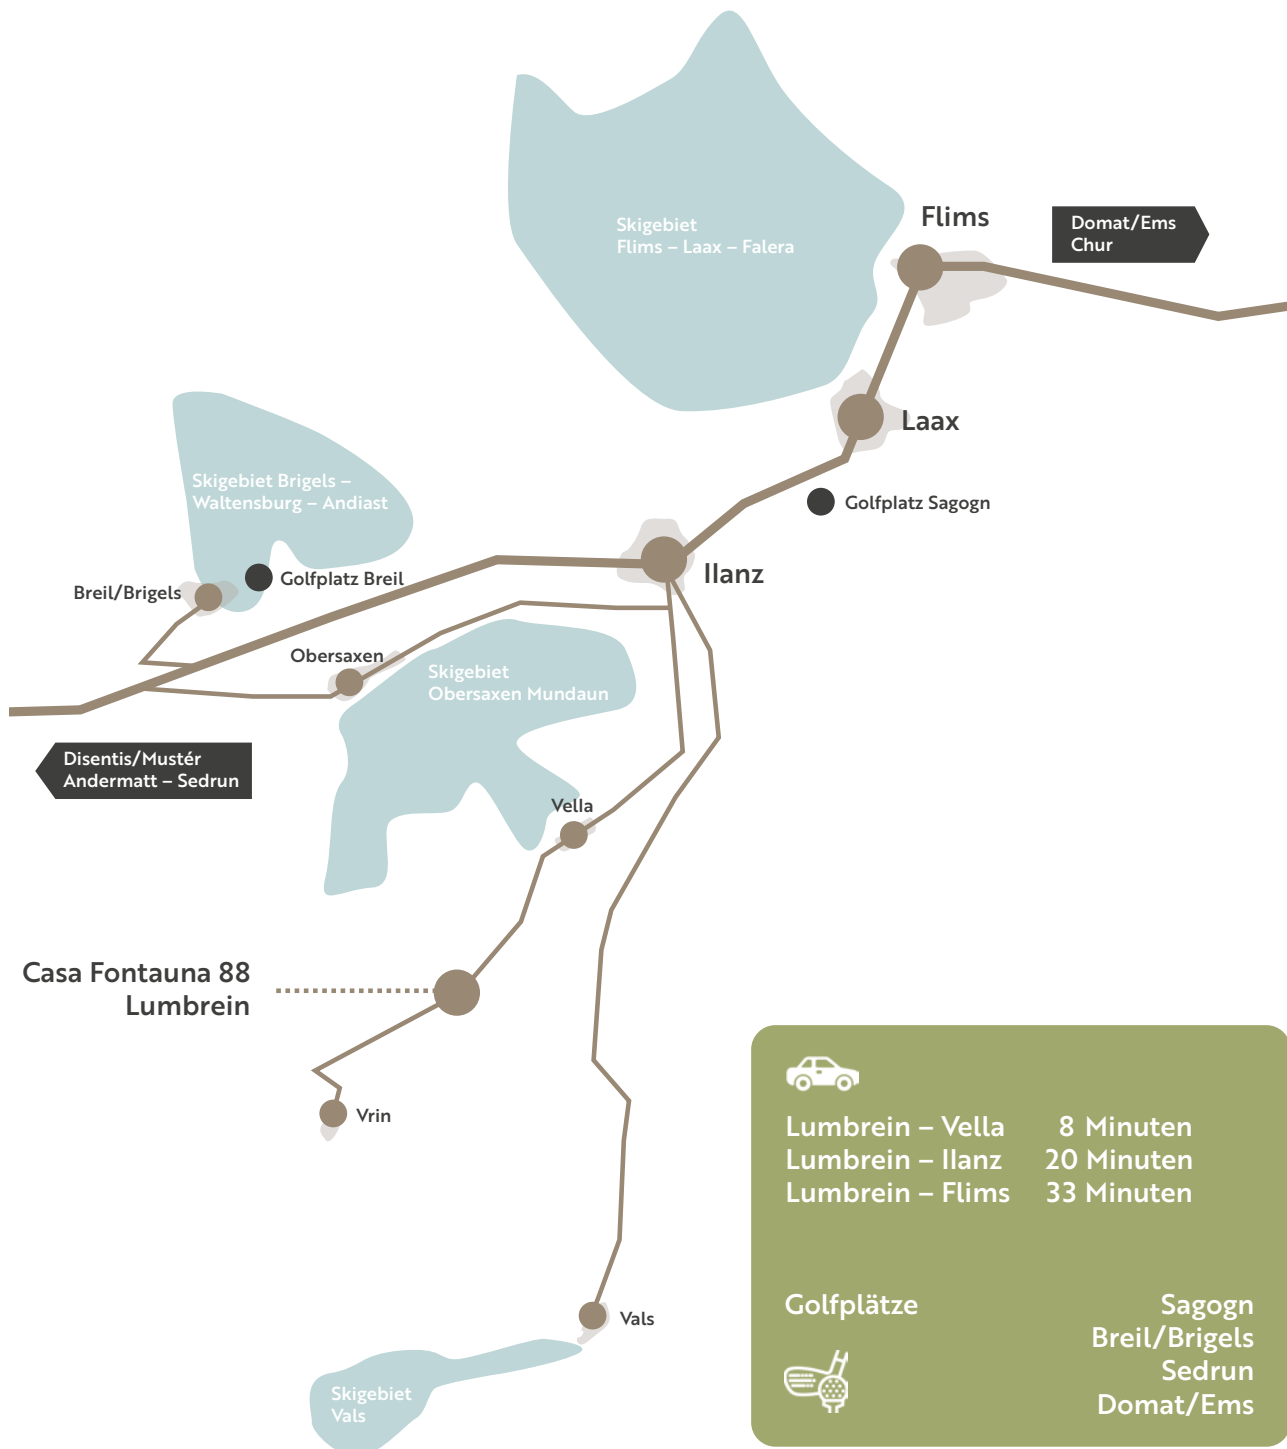 Flims
Domat/Ems
Chur
Skigebiet
Flims – Laax – Falera
Laax
Skigebiet Brigels –
Waltensburg – Andiast
Golfplatz Sagogn
Ilanz
Golfplatz Breil
Breil/Brigels
Obersaxen
Skigebiet
Obersaxen Mundaun
Disentis/Mustér
Andermatt – Sedrun
Vella
Casa Fontauna 88
Lumbrein
Vrin
Vals
Skigebiet
Vals
Lumbrein – Vella 8 Minuten
Lumbrein – Ilanz 20 Minuten
Lumbrein – Flims 33 Minuten
Golfplätze Sagogn
Breil/Brigels
Sedrun
Domat/Ems